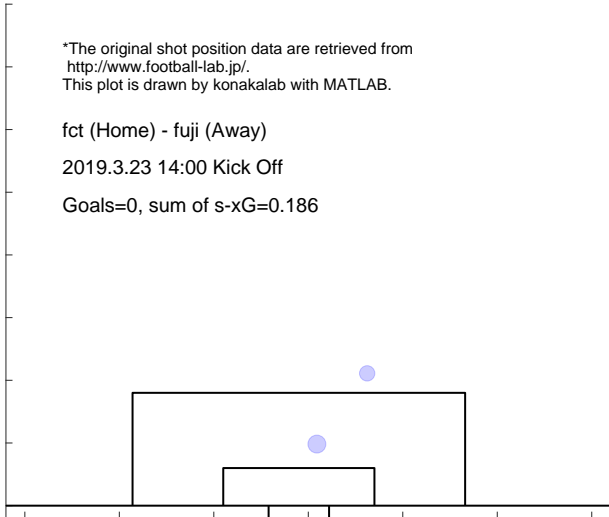 *The original shot position data are retrieved from
http://www.football-lab.jp/.
This plot is drawn by konakalab with MATLAB.
fct (Home) - fuji (Away)
2019.3.23 14:00 Kick Off
Goals=0, sum of s-xG=0.186